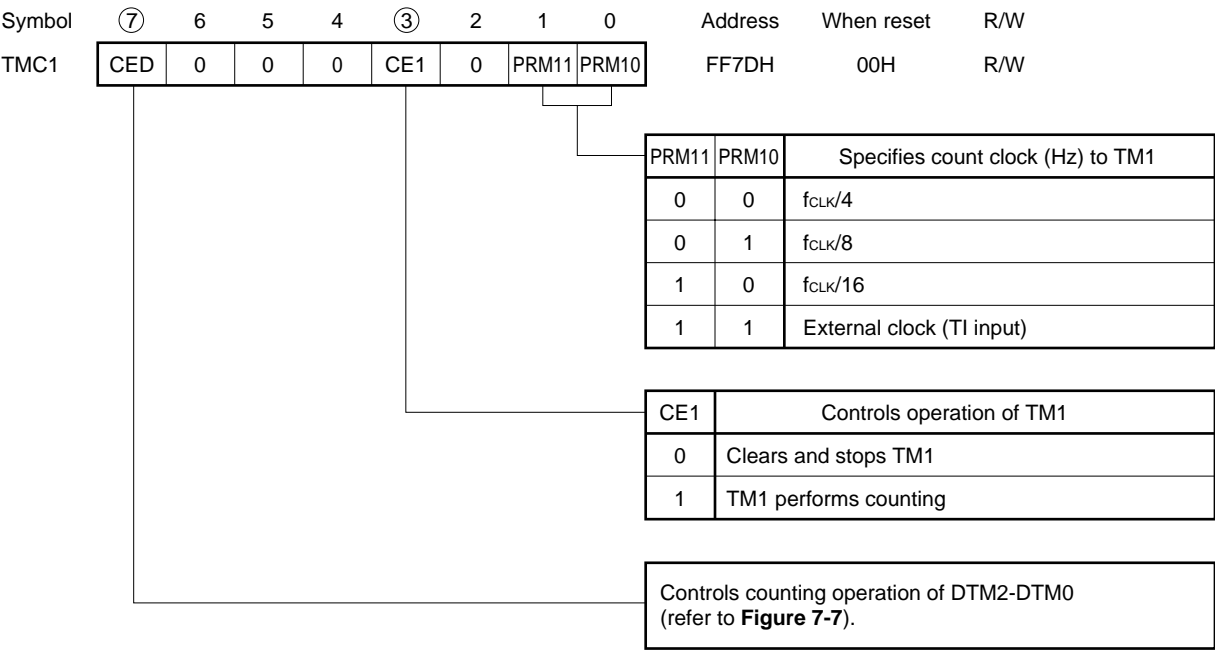 Symbol ⑦ 6 5 4 ③ 2 1 0 Address When reset R/W
TMC1 CED 0 0 0 CE1 0 PRM11 PRM10 FF7DH 00H R/W
PRM11 PRM10 Specifies count clock (Hz) to TM1
0 0 fCLK/4
0 1 fCLK/8
1 0 fCLK/16
1 1 External clock (TI input)
CE1 Controls operation of TM1
0 Clears and stops TM1
1 TM1 performs counting
Controls counting operation of DTM2-DTM0
(refer to Figure 7-7).